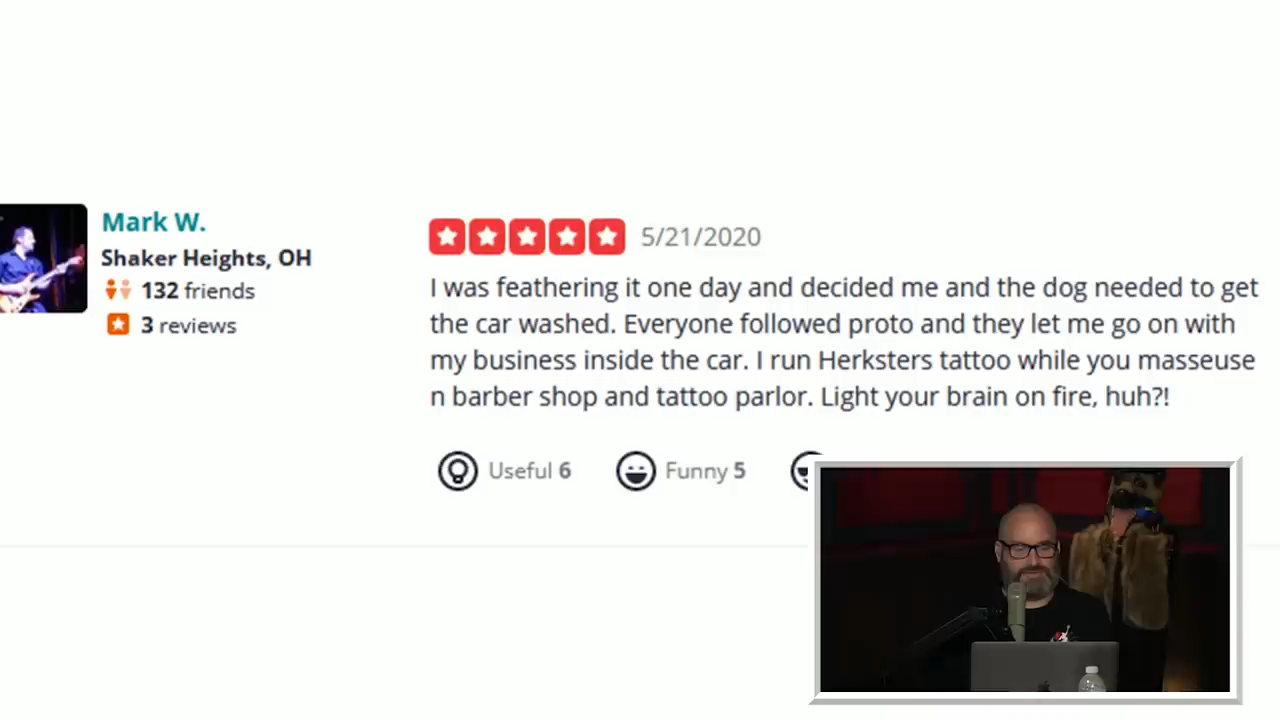 Mark W.
Shaker Heights, OH
132 friends
3 reviews
5/21/2020
I was feathering it one day and decided me and the dog needed to get
the car washed. Everyone followed proto and they let me go on with
my business inside the car. I run Herksters tattoo while you masseuse
n barber shop and tattoo parlor. Light your brain on fire, huh?!
Useful 6
Funny 5